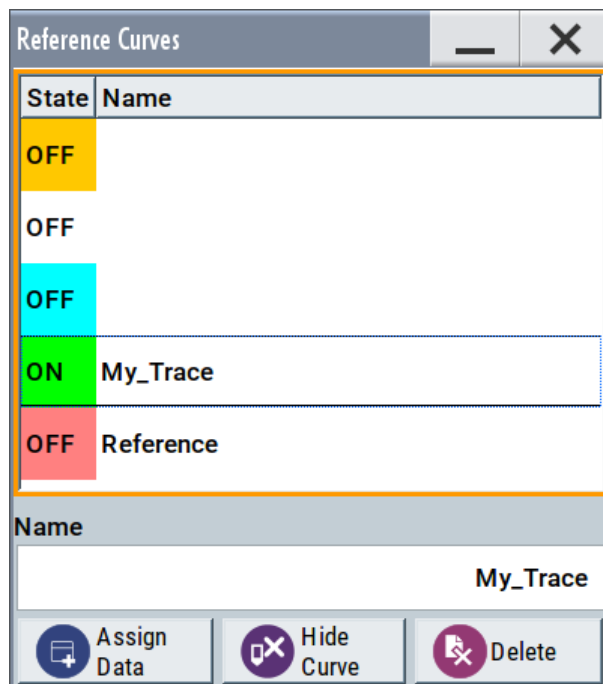 Reference Curves
State Name
OFF
OFF
OFF
ON My_Trace
OFF Reference
Name
My_Trace
Assign Data
Hide Curve
Delete